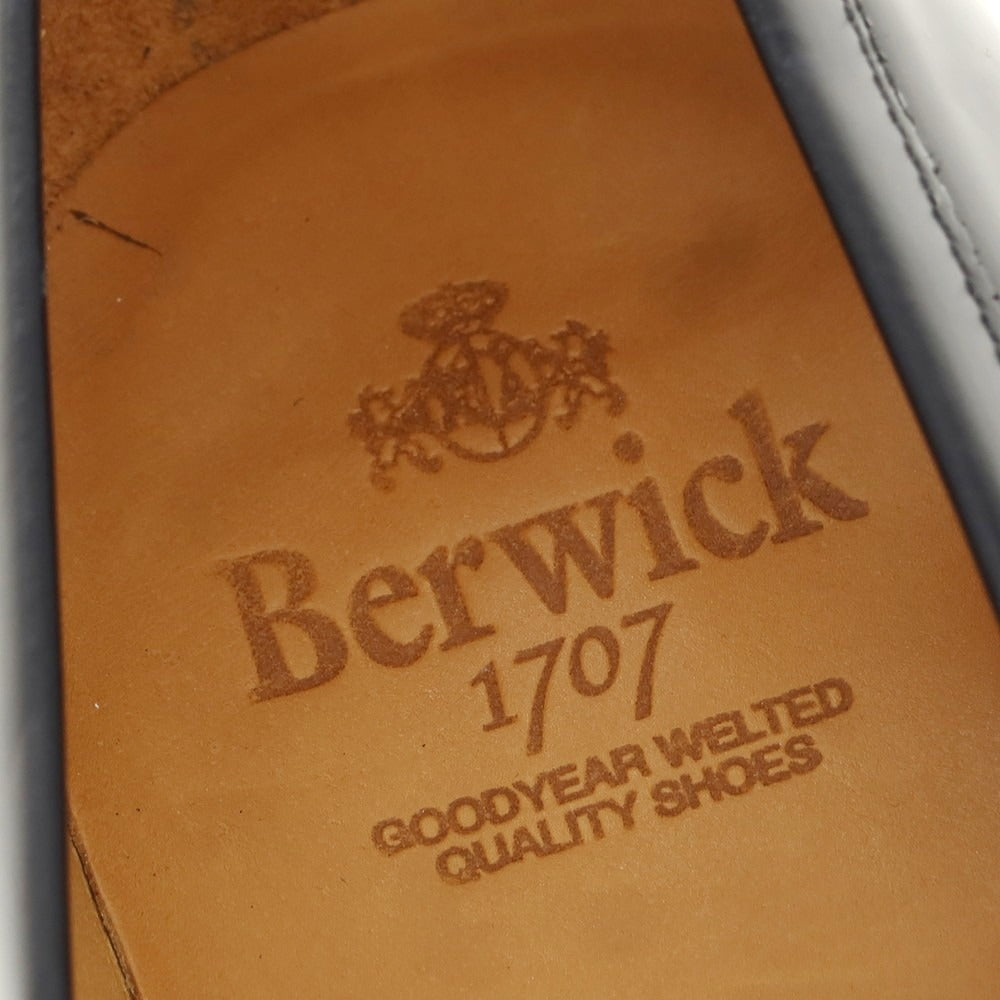 Berwick
1707
GOODYEAR WELTED
QUALITY SHOES